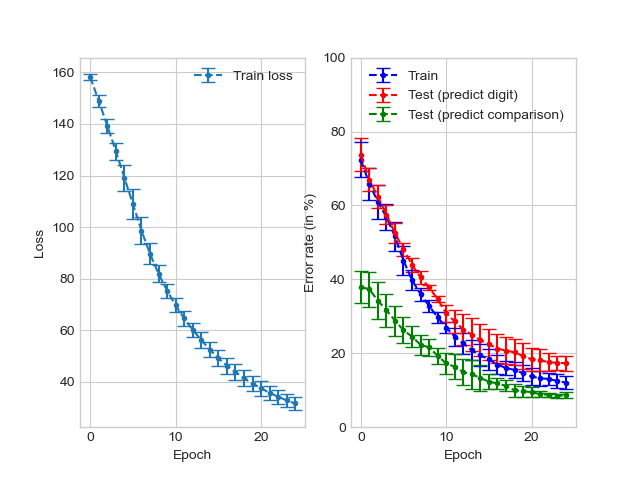 160
140
120
100
80
60
40
0
10
20
Loss
Epoch
Train loss
100
80
60
40
20
0
0
10
20
Error rate (in %)
Epoch
Train
Test (predict digit)
Test (predict comparison)